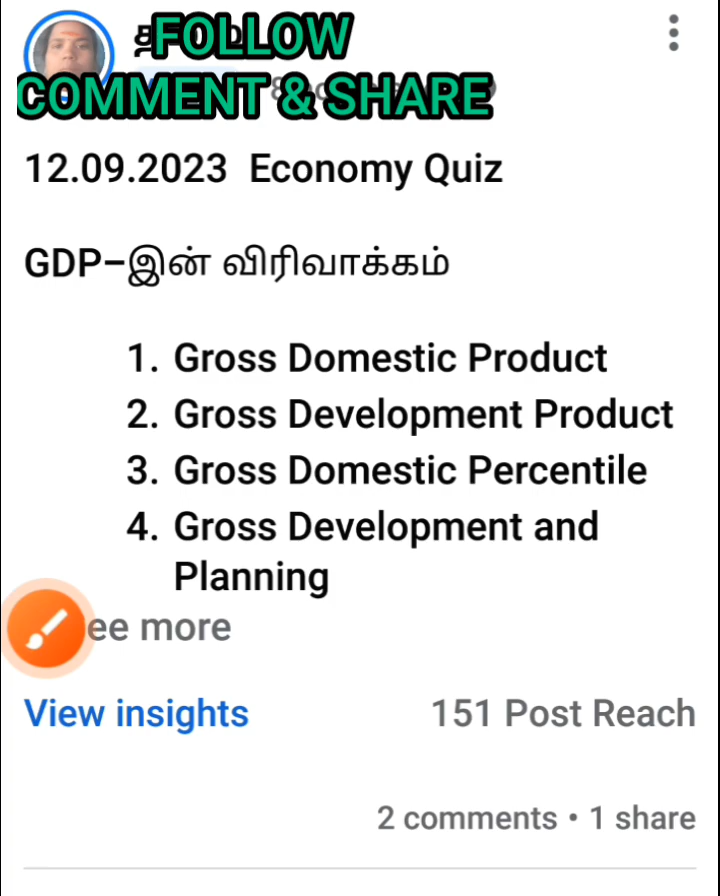 FOLLOW
COMMENT & SHARE
12.09.2023 Economy Quiz
GDP–இன் விரிவாக்கம்
1. Gross Domestic Product
2. Gross Development Product
3. Gross Domestic Percentile
4. Gross Development and
Planning
ee more
View insights
151 Post Reach
2 comments • 1 share